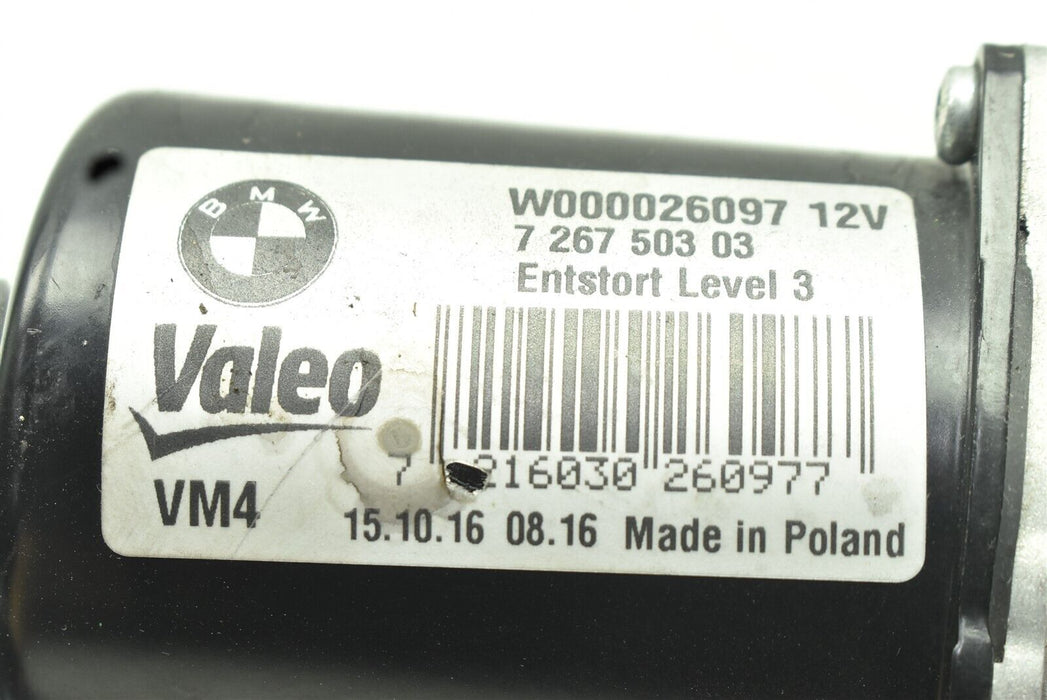 BMW
W000026097 12V
7 267 503 03
Entstort Level 3
Valeo
7 216030 260977
VM4
15.10.16 08.16 Made in Poland